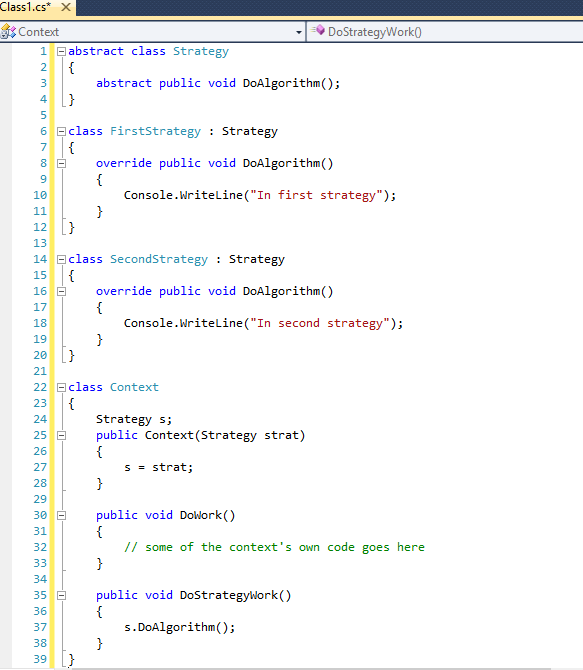 Class1.cs* ✕
Context DoStrategyWork()
1 abstract class Strategy
2 {
3     abstract public void DoAlgorithm();
4 }
5
6 class FirstStrategy : Strategy
7 {
8     override public void DoAlgorithm()
9     {
10         Console.WriteLine("In first strategy");
11     }
12 }
13
14 class SecondStrategy : Strategy
15 {
16     override public void DoAlgorithm()
17     {
18         Console.WriteLine("In second strategy");
19     }
20 }
21
22 class Context
23 {
24     Strategy s;
25     public Context(Strategy strat)
26     {
27         s = strat;
28     }
29
30     public void DoWork()
31     {
32         // some of the context's own code goes here
33     }
34
35     public void DoStrategyWork()
36     {
37         s.DoAlgorithm();
38     }
39 }